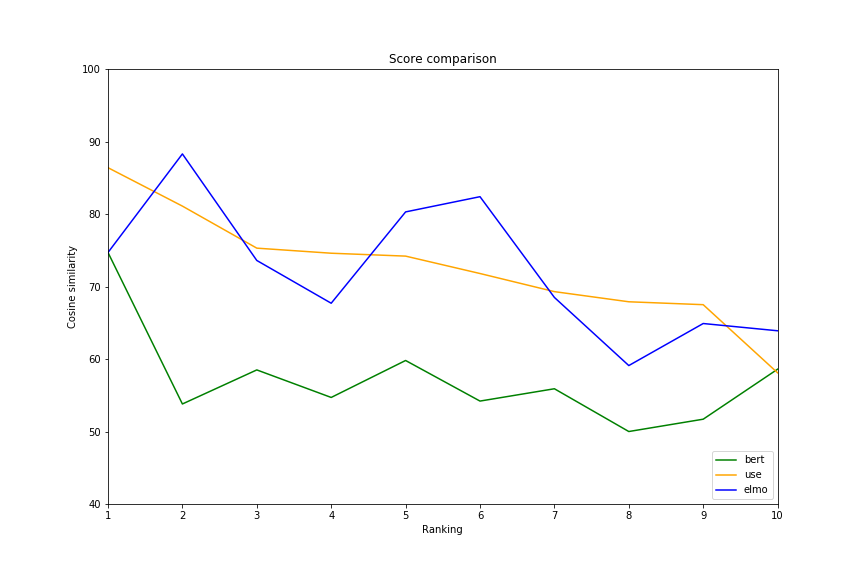 Score comparison
100
90
80
70
60
50
40
Cosine similarity
1 2 3 4 5 6 7 8 9 10
Ranking
bert
use
elmo